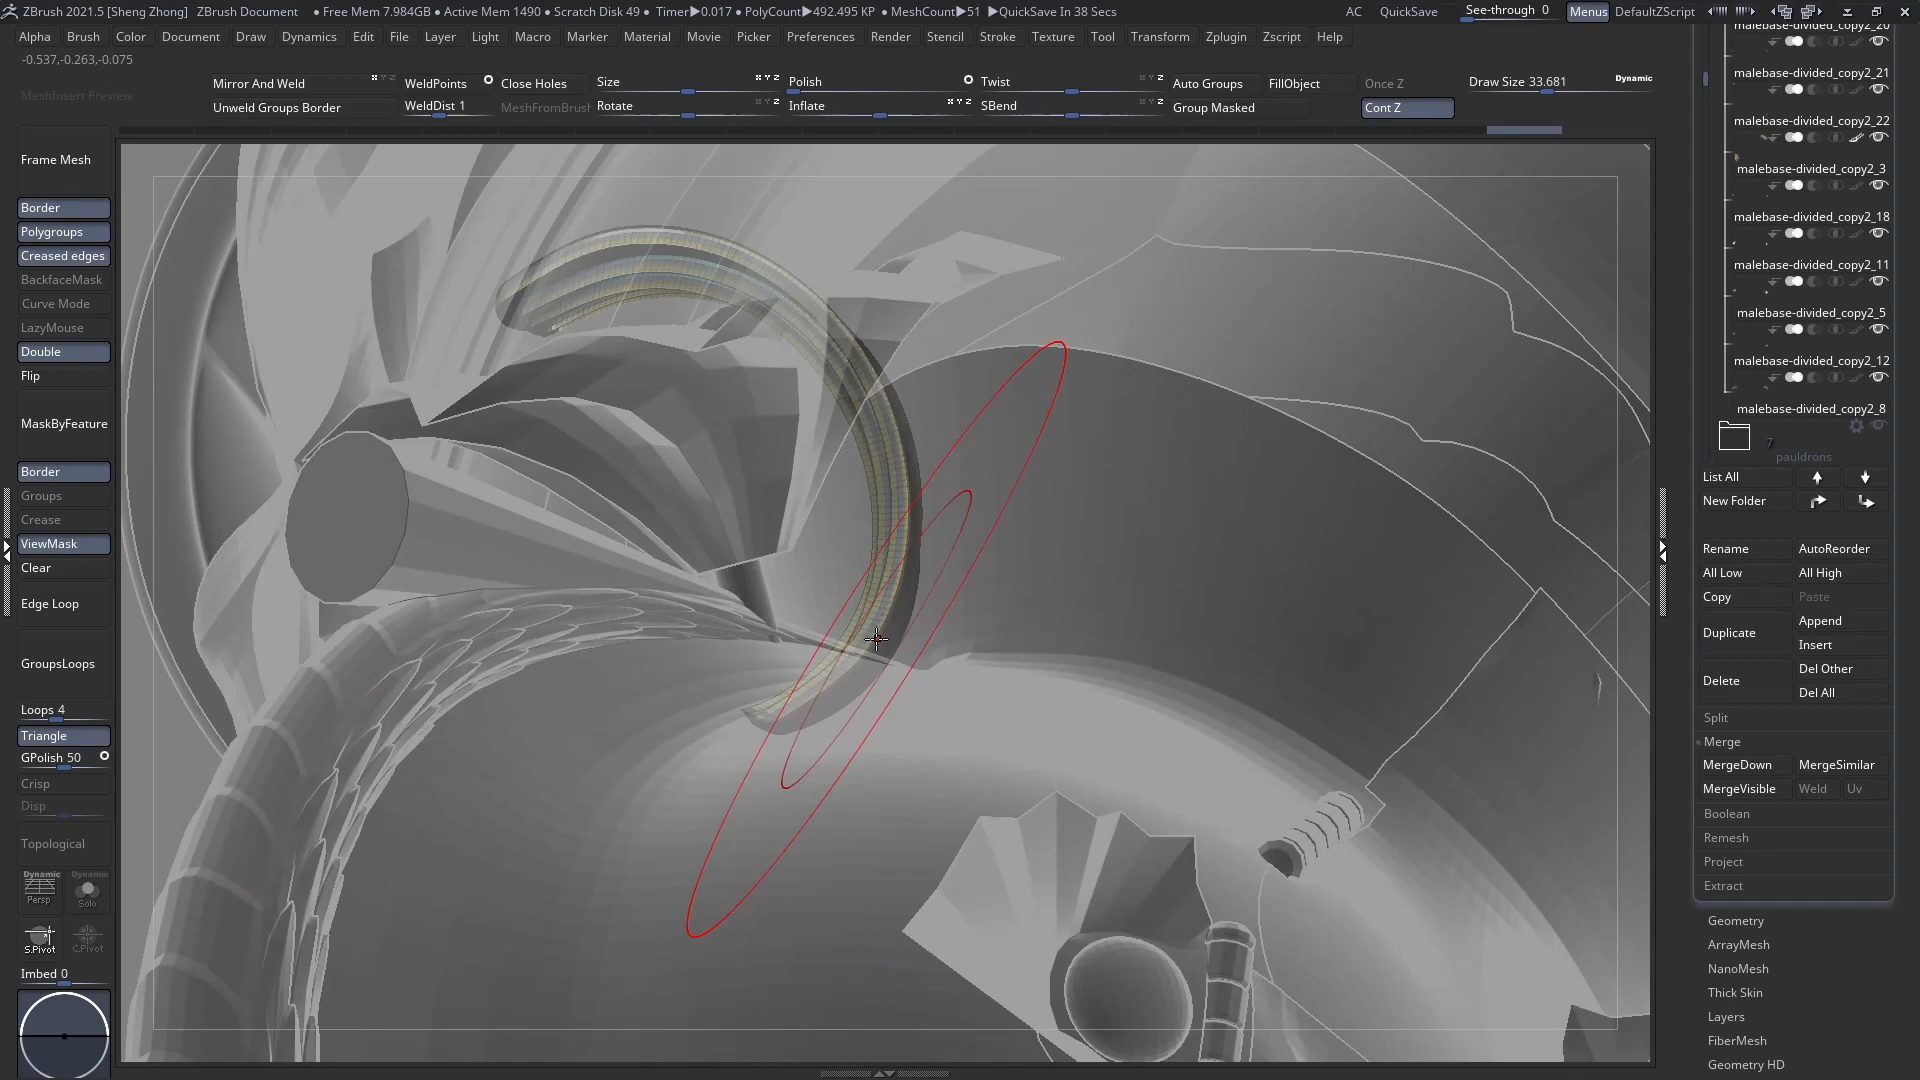 ZBrush 2021.5 [Sheng Zhong] ZBrush Document • Free Mem 7.984GB • Active Mem 1490 • Scratch Disk 49 • Timer▶0.017 • PolyCount▶492.495 KP • MeshCount▶51 ▶QuickSave In 38 Secs AC QuickSave See-through 0 Menus DefaultZScript
Alpha Brush Color Document Draw Dynamics Edit File Layer Light Macro Marker Material Movie Picker Preferences Render Stencil Stroke Texture Tool Transform Zplugin Zscript Help
-0.537,-0.263,-0.075
Mirror And Weld WeldPoints Close Holes Size Polish Twist Auto Groups FillObject Once Z Draw Size 33.681 Dynamic
MeshInsert Preview
Unweld Groups Border WeldDist 1 MeshFromBrush Rotate Inflate SBend Group Masked Cont Z
Frame Mesh
Border
Polygroups
Creased edges
BackfaceMask
Curve Mode
LazyMouse
Double
Flip
MaskByFeature
Border
Groups
Crease
ViewMask
Clear
Edge Loop
GroupsLoops
Loops 4
Triangle
GPolish 50
Crisp
Disp
Topological
Dynamic Dynamic
Persp Solo
S.Pivot C.Pivot
Imbed 0
malebase-divided_copy2_20
malebase-divided_copy2_21
malebase-divided_copy2_22
malebase-divided_copy2_3
malebase-divided_copy2_18
malebase-divided_copy2_11
malebase-divided_copy2_5
malebase-divided_copy2_12
malebase-divided_copy2_8
7
pauldrons
List All
New Folder
Rename AutoReorder
All Low All High
Copy Paste
Duplicate Append
Insert
Delete Del Other
Del All
Split
Merge
MergeDown MergeSimilar
MergeVisible Weld Uv
Boolean
Remesh
Project
Extract
Geometry
ArrayMesh
NanoMesh
Thick Skin
Layers
FiberMesh
Geometry HD